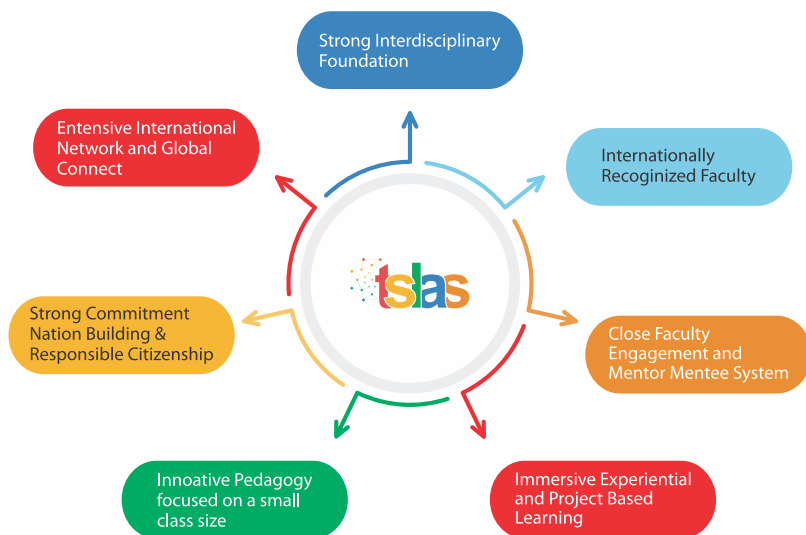 Strong Interdisciplinary
Foundation
Internationally
Recoginized Faculty
Close Faculty
Engagement and
Mentor Mentee System
Immersive Experiential
and Project Based
Learning
Innoative Pedagogy
focused on a small
class size
Strong Commitment
Nation Building &
Responsible Citizenship
Entensive International
Network and Global
Connect
tslas